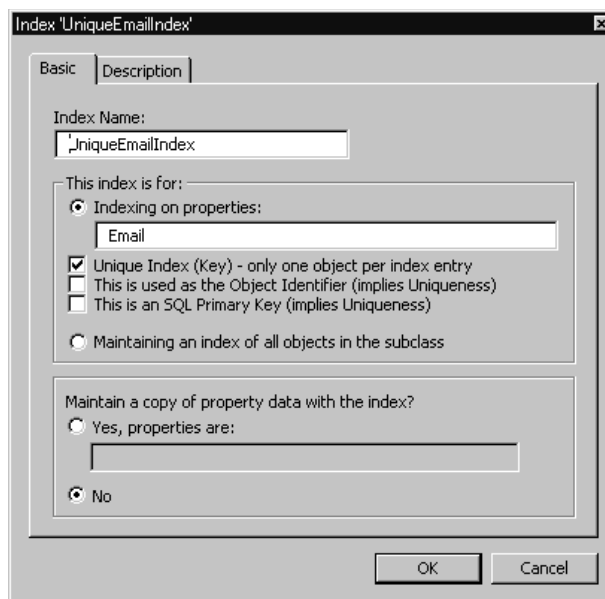 Index 'UniqueEmailIndex'
Basic
Description
Index Name:
UniqueEmailIndex
This index is for:
Indexing on properties:
Email
Unique Index (Key) - only one object per index entry
This is used as the Object Identifier (implies Uniqueness)
This is an SQL Primary Key (implies Uniqueness)
Maintaining an index of all objects in the subclass
Maintain a copy of property data with the index?
Yes, properties are:
No
OK
Cancel